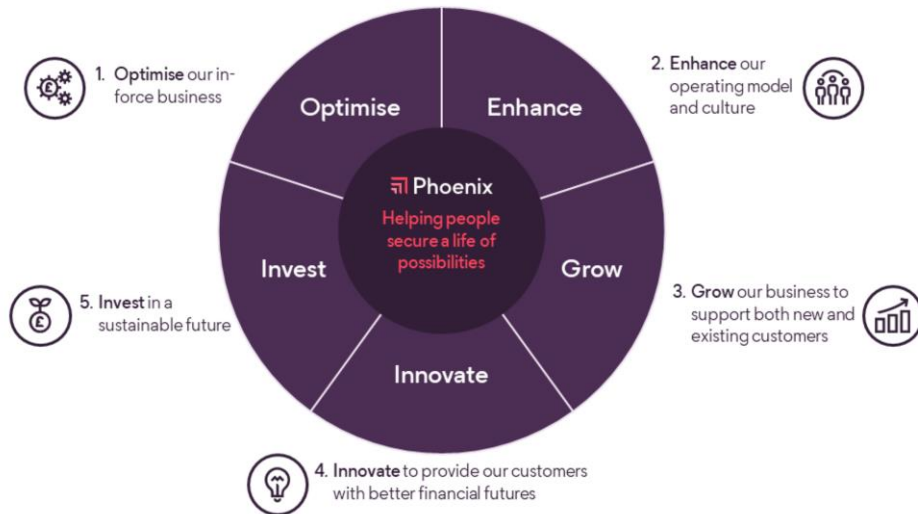 1. Optimise our in-
force business
Optimise
Enhance
2. Enhance our
operating model
and culture
Phoenix
Helping people
secure a life of
possibilities
Invest
Grow
5. Invest in a
sustainable future
£
3. Grow our business to
support both new and
existing customers
Innovate
4. Innovate to provide our customers
with better financial futures
£